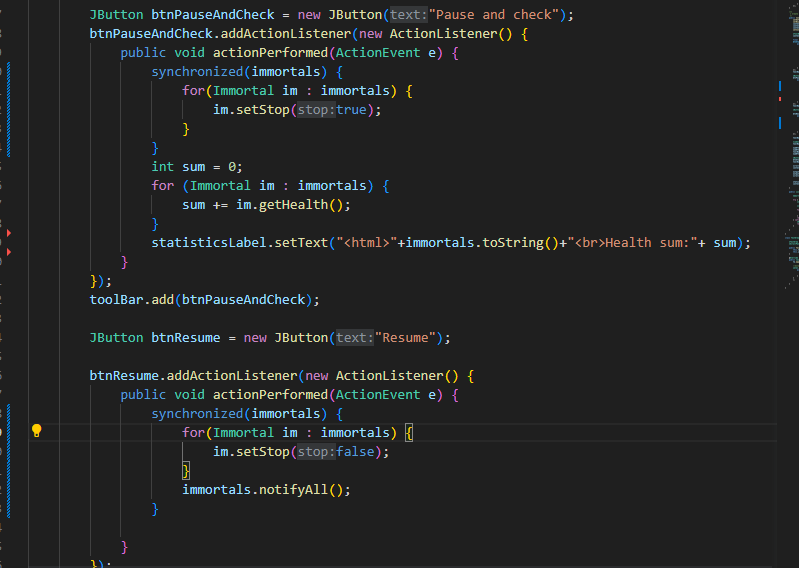 JButton btnPauseAndCheck = new JButton(text:"Pause and check");
btnPauseAndCheck.addActionListener(new ActionListener() {
public void actionPerformed(ActionEvent e) {
synchronized(immortals) {
for(Immortal im : immortals) {
im.setStop(stop:true);
}
}
int sum = 0;
for (Immortal im : immortals) {
sum += im.getHealth();
}
statisticsLabel.setText("<html>"+immortals.toString()+"<br>Health sum:"+ sum);
}
});
toolBar.add(btnPauseAndCheck);
JButton btnResume = new JButton(text:"Resume");
btnResume.addActionListener(new ActionListener() {
public void actionPerformed(ActionEvent e) {
synchronized(immortals) {
for(Immortal im : immortals) {
im.setStop(stop:false);
}
immortals.notifyAll();
}
}
});